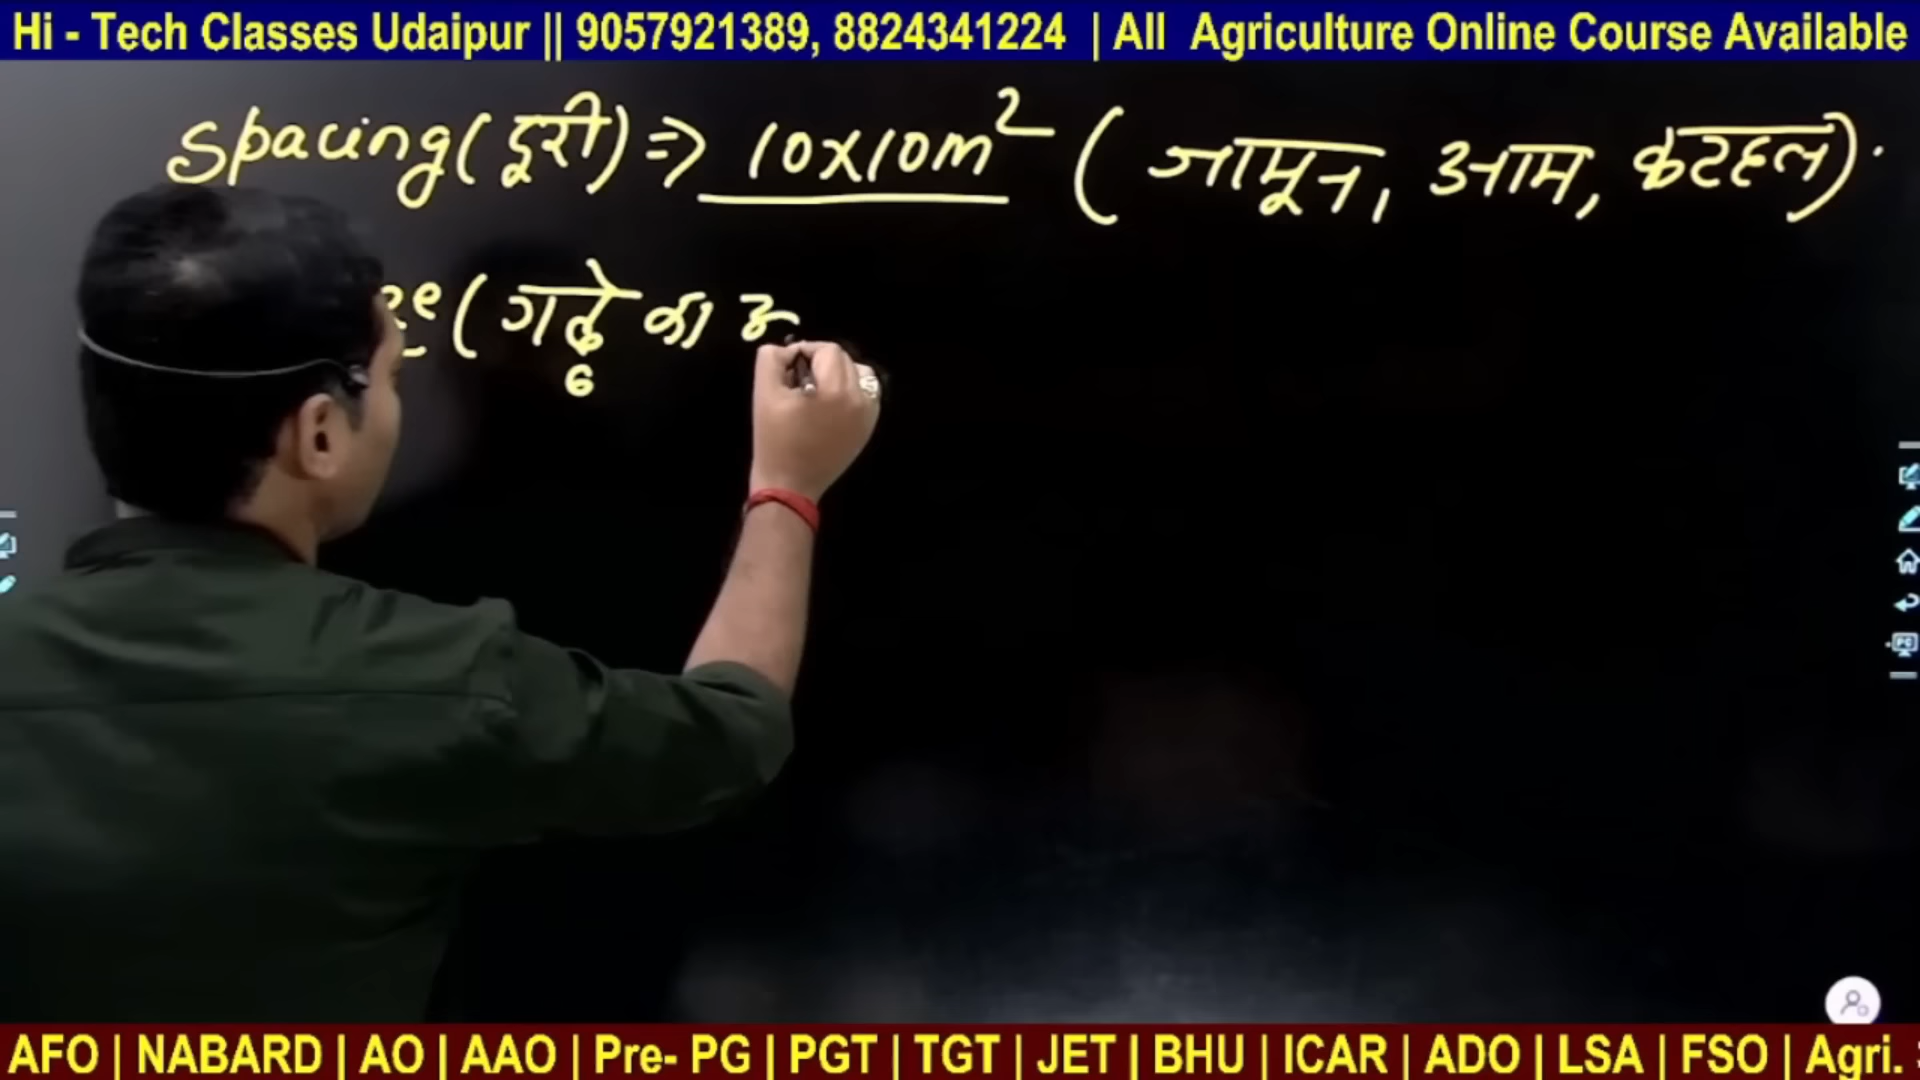 Hi - Tech Classes Udaipur || 9057921389, 8824341224 | All Agriculture Online Course Available
Spacing (दूरी) ⇒ 10x10m² ( जामून, आम, कटहल).
(गढ़े का
AFO | NABARD | AO | AAO | Pre- PG | PGT | TGT | JET | BHU | ICAR | ADO | LSA | FSO | Agri.